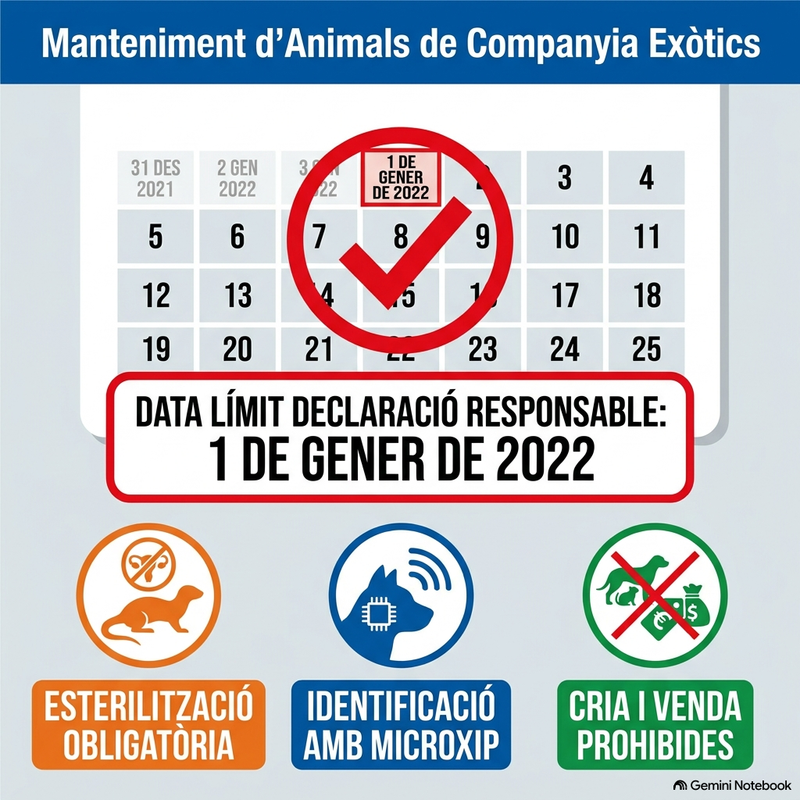 Manteniment d'Animals de Companyia Exòtics
31 DES
2021
2 GEN
2022
1 DE
GENER
DE 2022
3
4
5
6
7
8
9
10
11
12
13
17
18
19
20
21
22
23
24
25
DATA LÍMIT DECLARACIÓ RESPONSABLE:
1 DE GENER DE 2022
€
$
ESTERILITZACIÓ
OBLIGATÒRIA
IDENTIFICACIÓ
AMB MICROXIP
CRIA I VENDA
PROHIBIDES
Gemini Notebook